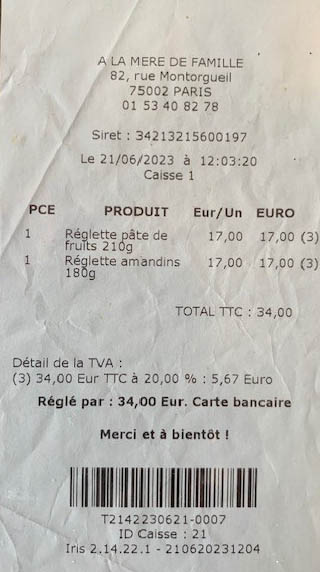 A LA MERE DE FAMILLE
82, rue Montorgueil
75002 PARIS
01 53 40 82 78
Siret : 34213215600197
Le 21/06/2023 à 12:03:20
Caisse 1
PCE PRODUIT Eur/Un EURO
1 Réglette pâte de 17,00 17,00 (3)
fruits 210g
1 Réglette amandins 17,00 17,00 (3)
180g
TOTAL TTC : 34,00
Détail de la TVA :
(3) 34,00 Eur TTC à 20,00 % : 5,67 Euro
Réglé par : 34,00 Eur. Carte bancaire
Merci et à bientôt !
T2142230621-0007
ID Caisse : 21
Iris 2.14.22.1 - 210620231204